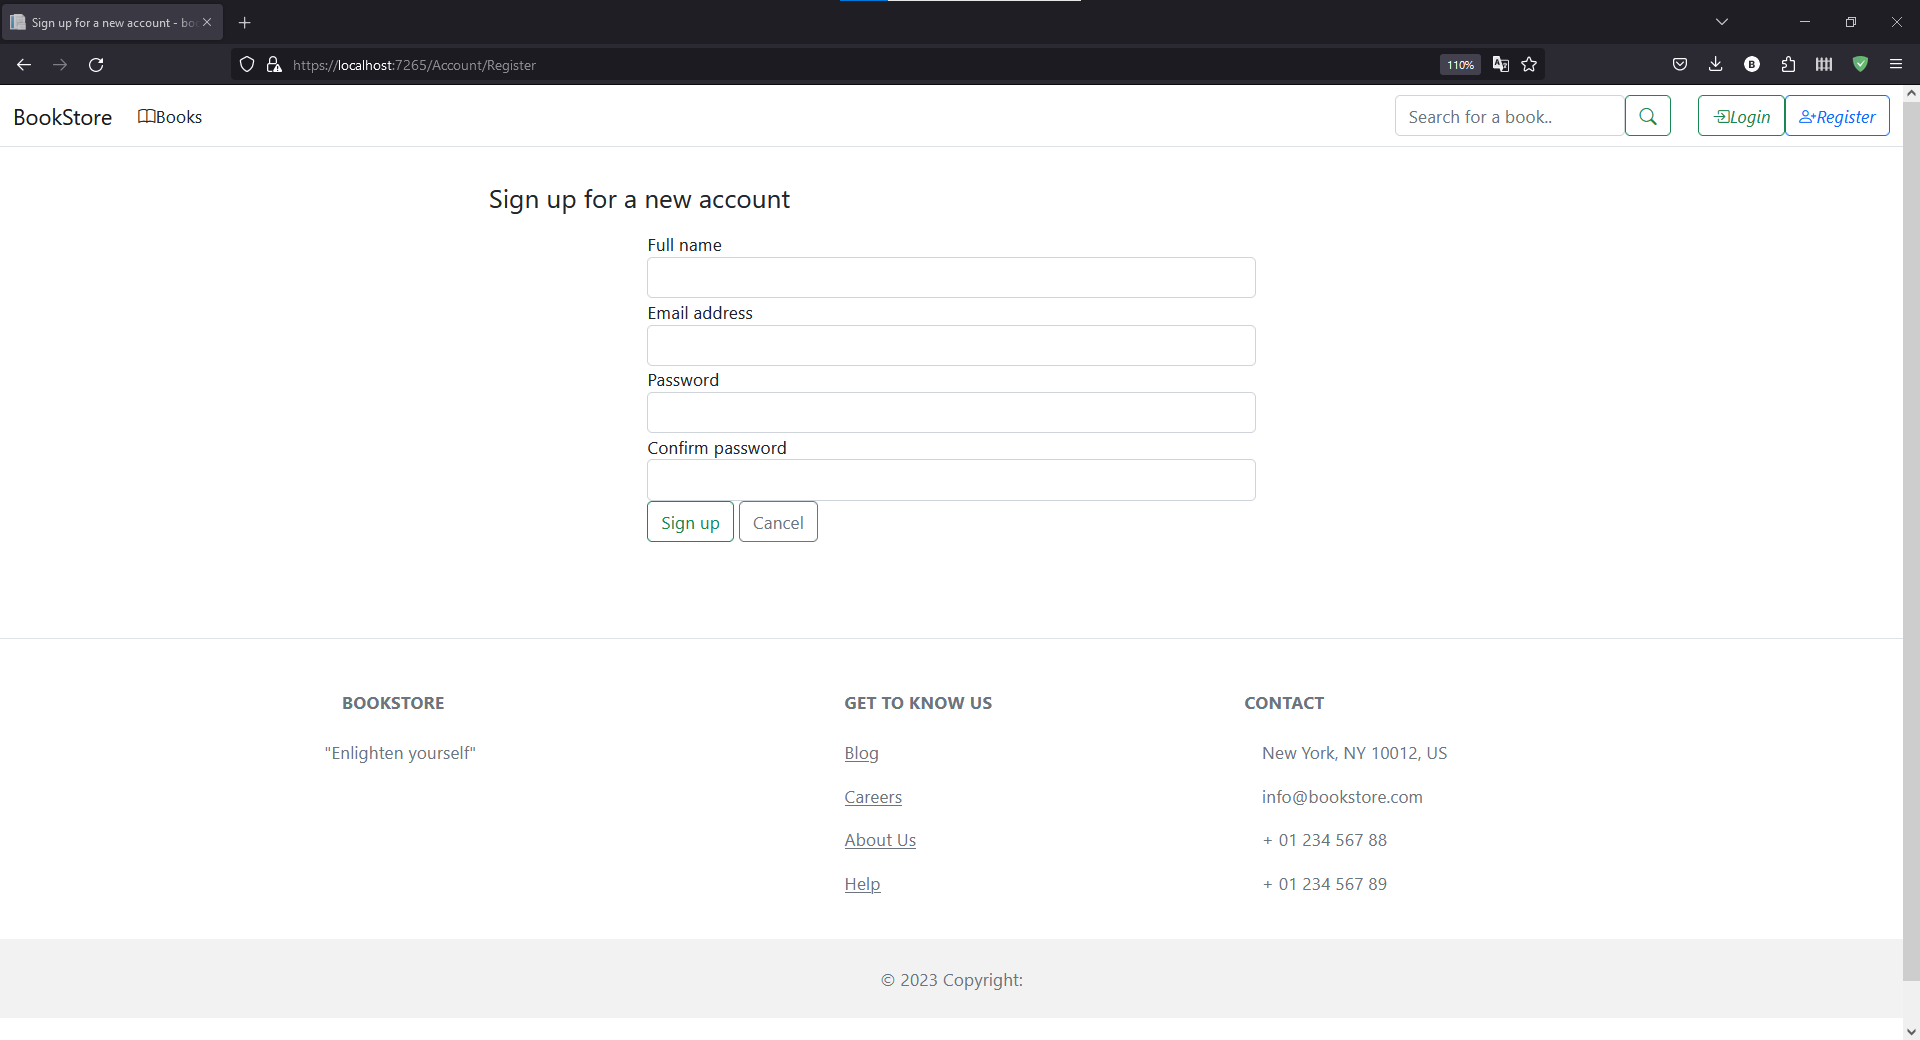 Sign up for a new account - boo
https://localhost:7265/Account/Register
110%
BookStore
Books
Search for a book..
Login
Register
Sign up for a new account
Full name
Email address
Password
Confirm password
Sign up
Cancel
BOOKSTORE
"Enlighten yourself"
GET TO KNOW US
Blog
Careers
About Us
Help
CONTACT
New York, NY 10012, US
info@bookstore.com
+ 01 234 567 88
+ 01 234 567 89
© 2023 Copyright: